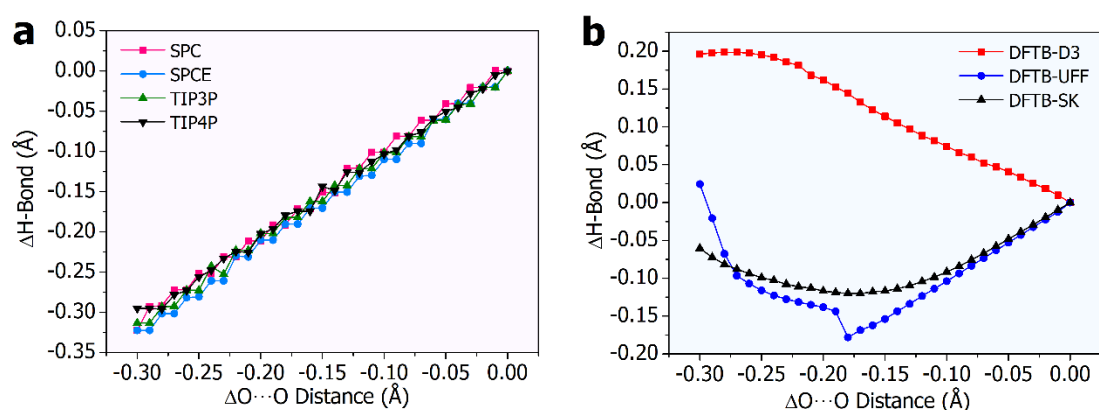 a
0.05
0.00
-0.05
-0.10
-0.15
-0.20
-0.25
-0.30
-0.35
ΔH-Bond (Å)
SPC
SPCE
TIP3P
TIP4P
-0.30 -0.25 -0.20 -0.15 -0.10 -0.05 0.00
ΔO⋯O Distance (Å)
b
0.20
0.15
0.10
0.05
0.00
-0.05
-0.10
-0.15
-0.20
ΔH-Bond (Å)
DFTB-D3
DFTB-UFF
DFTB-SK
-0.30 -0.25 -0.20 -0.15 -0.10 -0.05 0.00
ΔO⋯O Distance (Å)